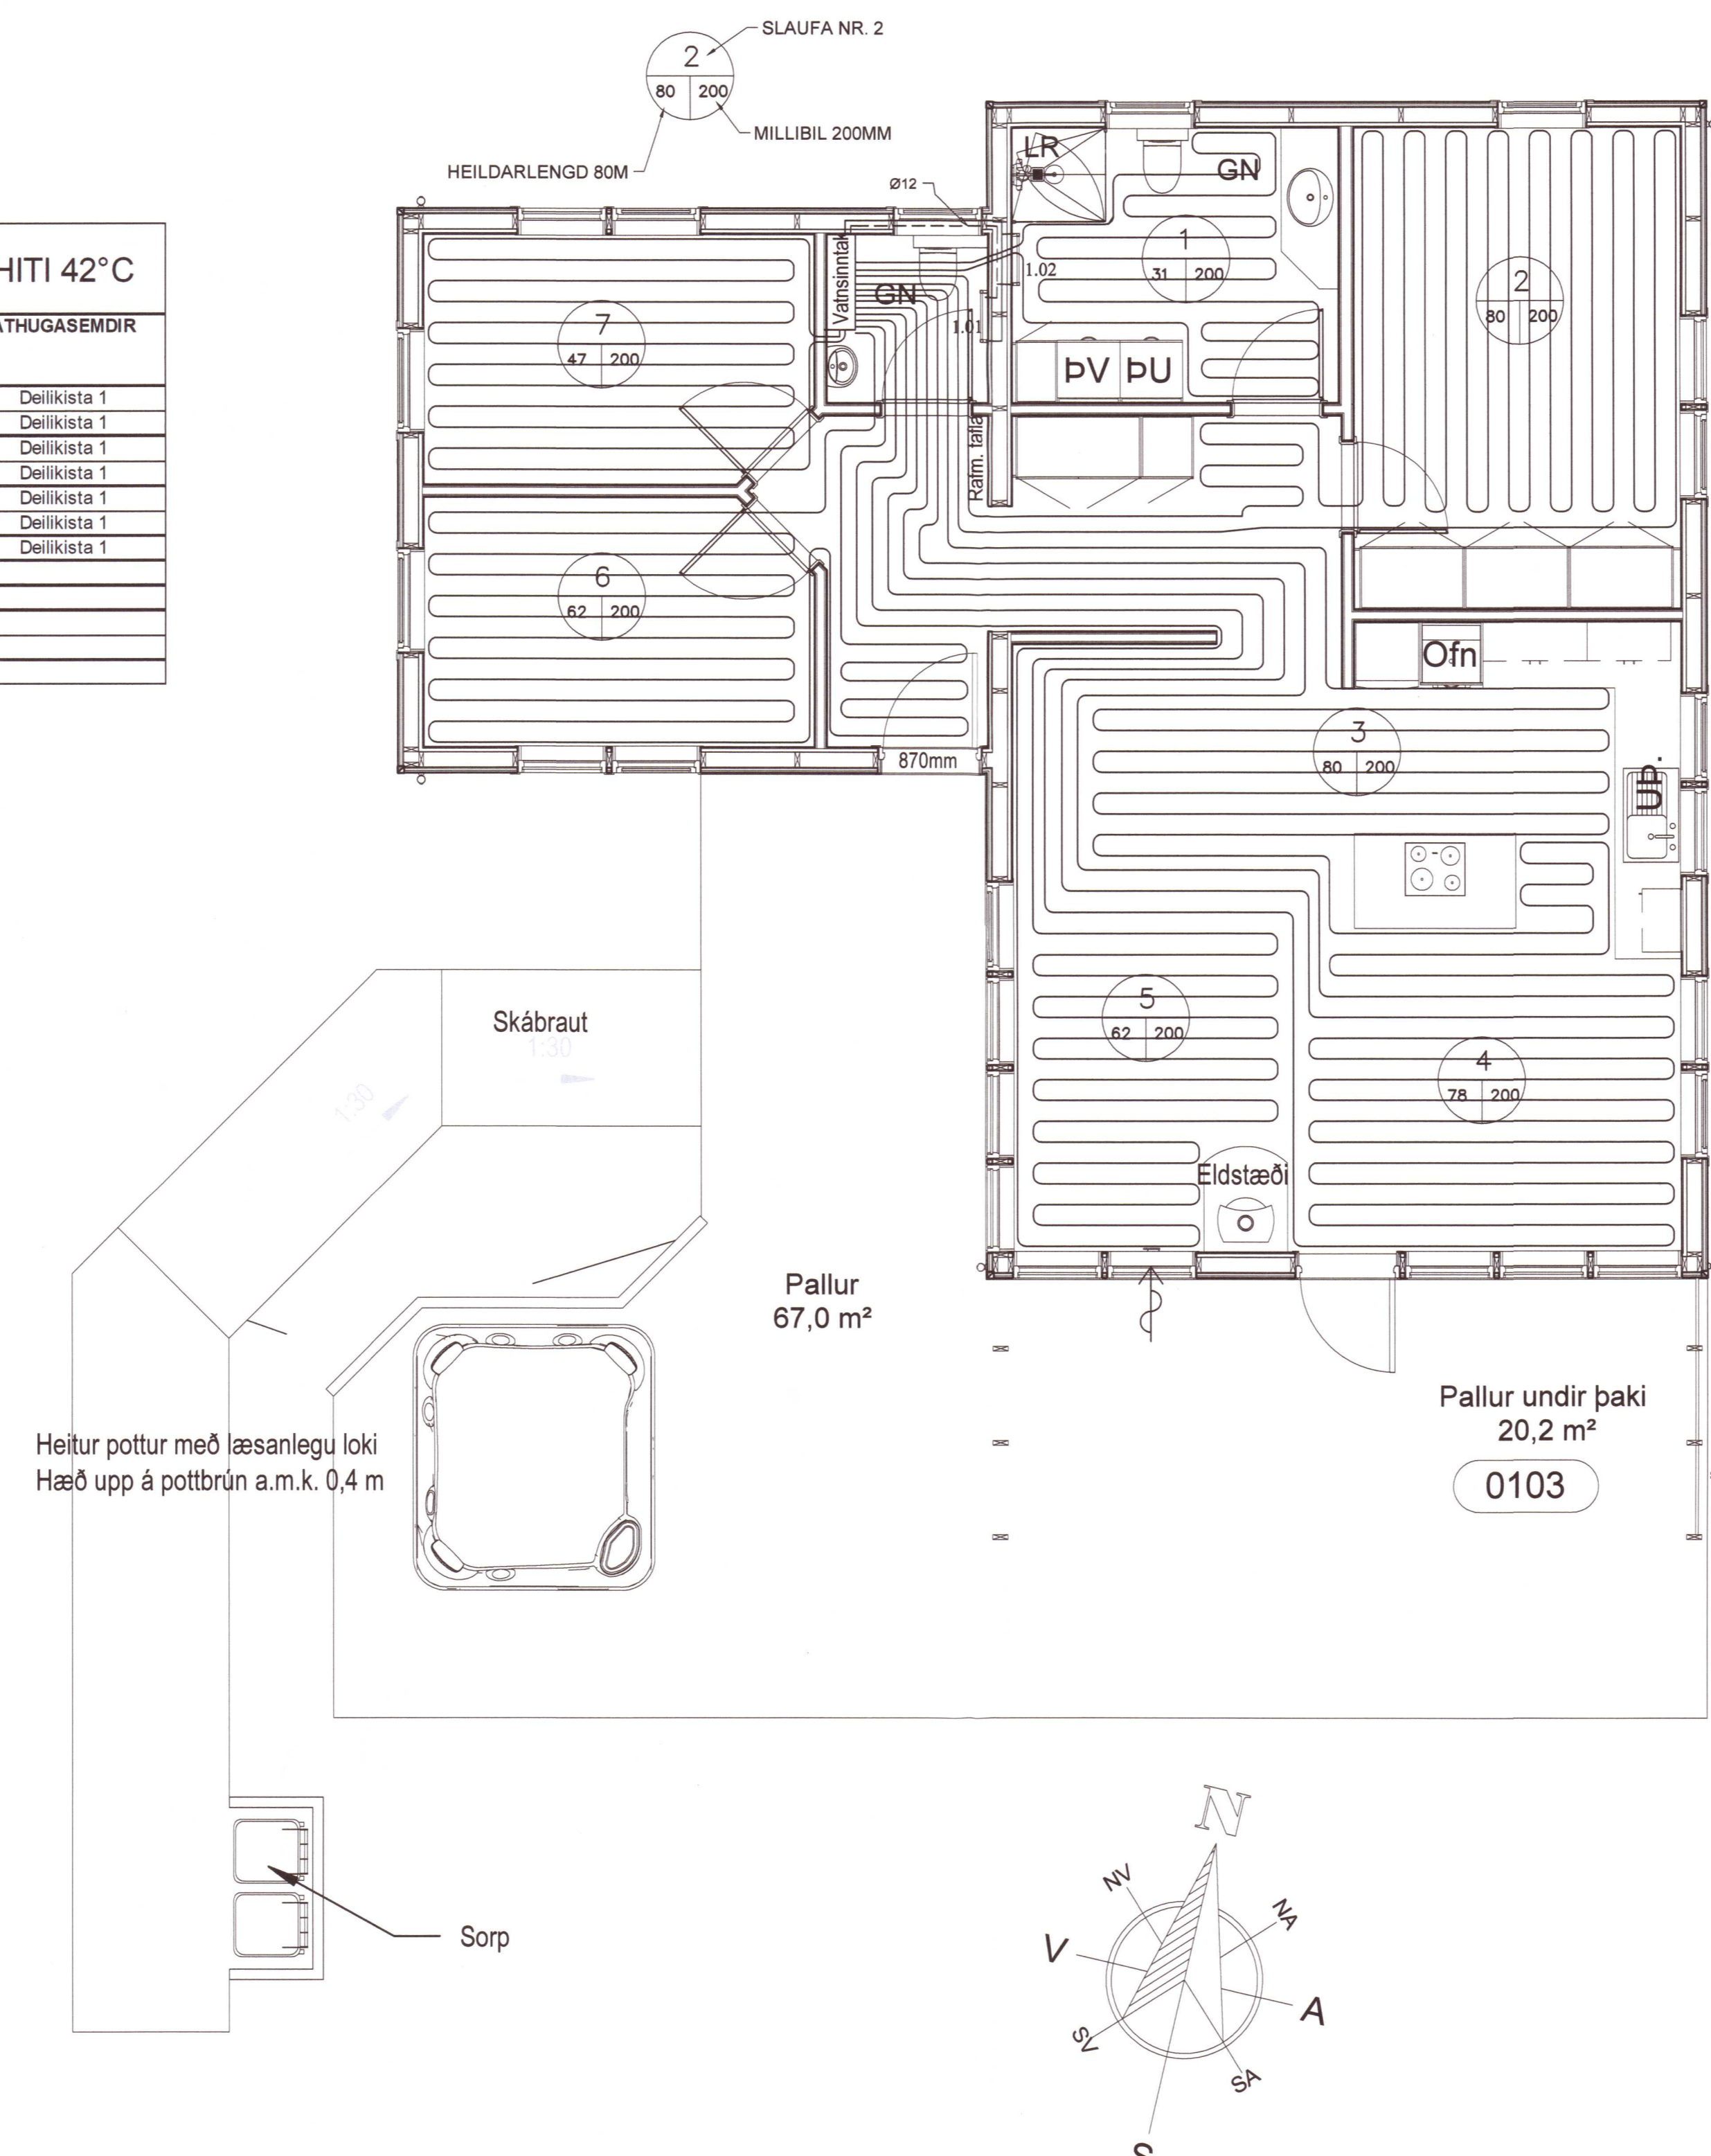 SLAUFA NR. 2
2
80 200
MILLIBIL 200MM
HEILDARLENGD 80M
Ø12
HITI 42°C
ATHUGASEMDIR
Deilikista 1
Deilikista 1
Deilikista 1
Deilikista 1
Deilikista 1
Deilikista 1
Deilikista 1
LR
GN
1
31 200
1.02
2
80 200
Vatnsinntak
GN
1.01
7
47 200
ÞV ÞU
Rafm. tafla
6
62 200
Ofn
870mm
3
80 200
Up.
5
62 200
4
78 200
Eldstæði
Skábraut
1:30
1:30
Pallur
67,0 m²
Pallur undir þaki
20,2 m²
0103
Heitur pottur með læsanlegu loki
Hæð upp á pottbrún a.m.k. 0,4 m
Sorp
N
NV
NA
V
A
SV
SA
S